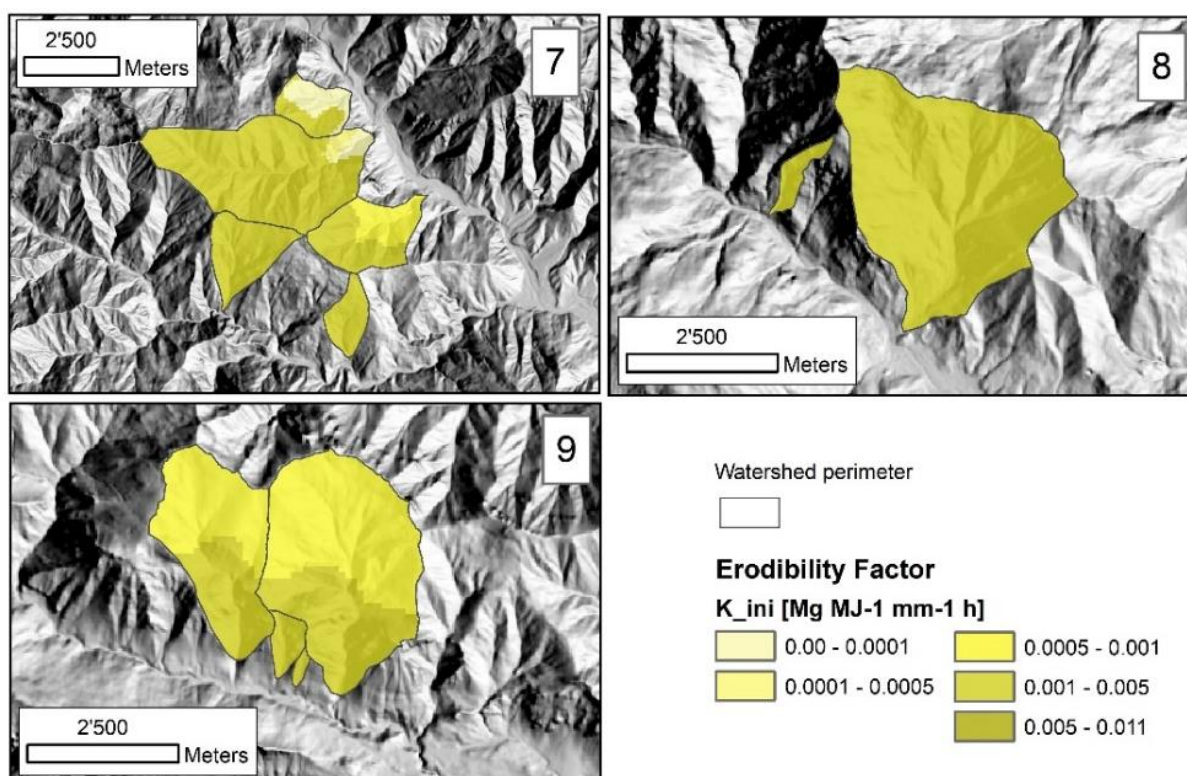 2'500
Meters
7
8
2'500
Meters
9
2'500
Meters
Watershed perimeter
Erodibility Factor
K_ini [Mg MJ-1 mm-1 h]
0.00 - 0.0001
0.0001 - 0.0005
0.0005 - 0.001
0.001 - 0.005
0.005 - 0.011